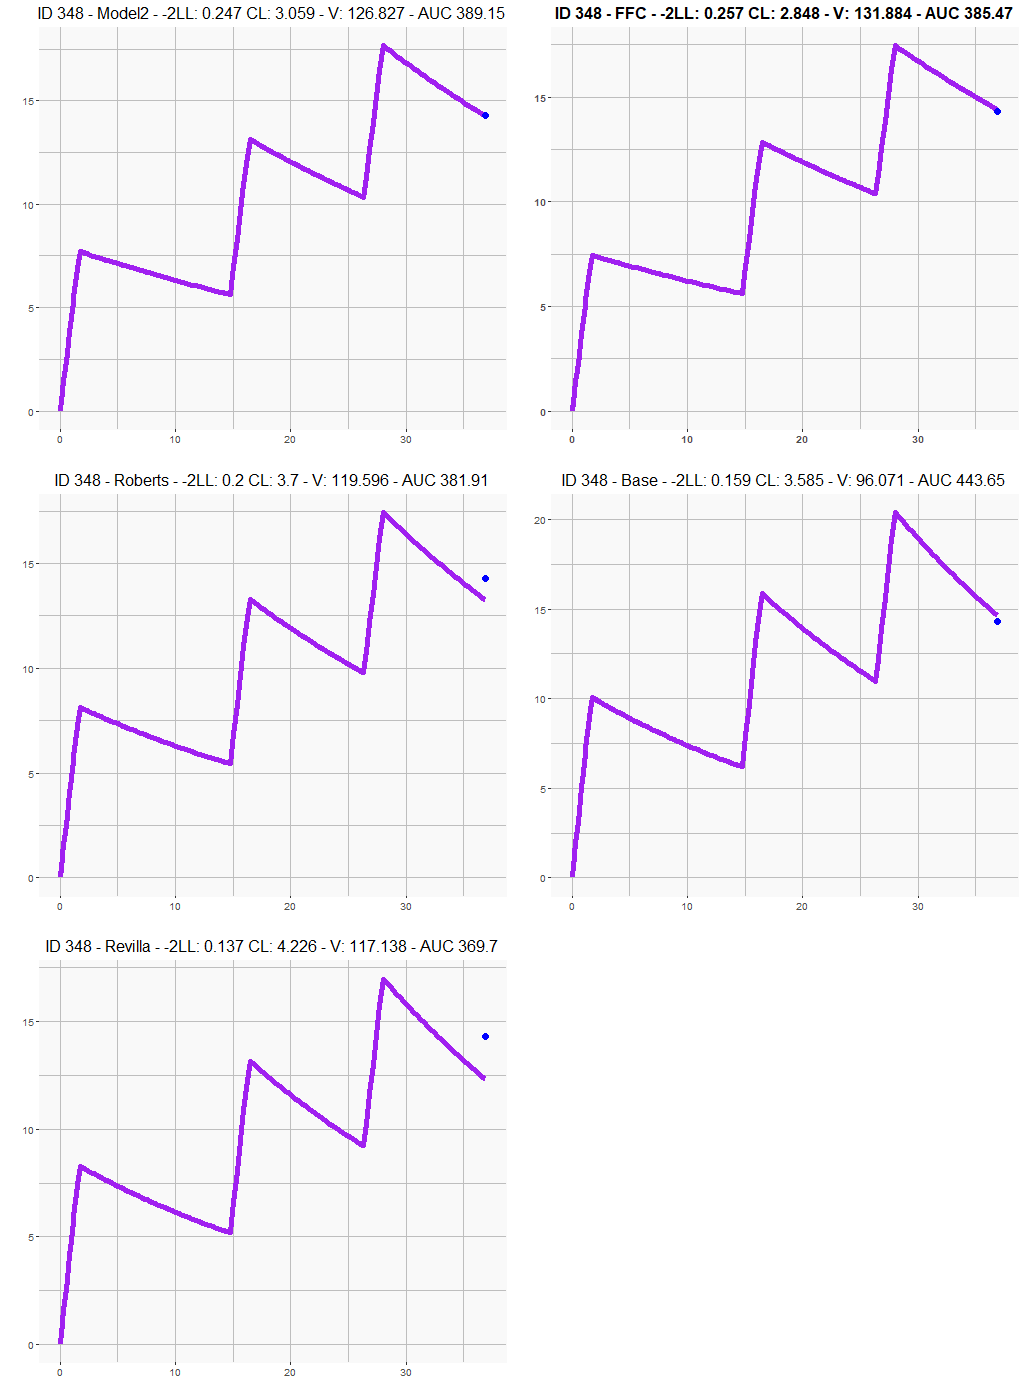 ID 348 - Model2 - -2LL: 0.247 CL: 3.059 - V: 126.827 - AUC 389.15
15
10
5
0
0 10 20 30
ID 348 - FFC - -2LL: 0.257 CL: 2.848 - V: 131.884 - AUC 385.47
15
10
5
0
0 10 20 30
ID 348 - Roberts - -2LL: 0.2 CL: 3.7 - V: 119.596 - AUC 381.91
15
10
5
0
0 10 20 30
ID 348 - Base - -2LL: 0.159 CL: 3.585 - V: 96.071 - AUC 443.65
20
15
10
5
0
0 10 20 30
ID 348 - Revilla - -2LL: 0.137 CL: 4.226 - V: 117.138 - AUC 369.7
15
10
5
0
0 10 20 30